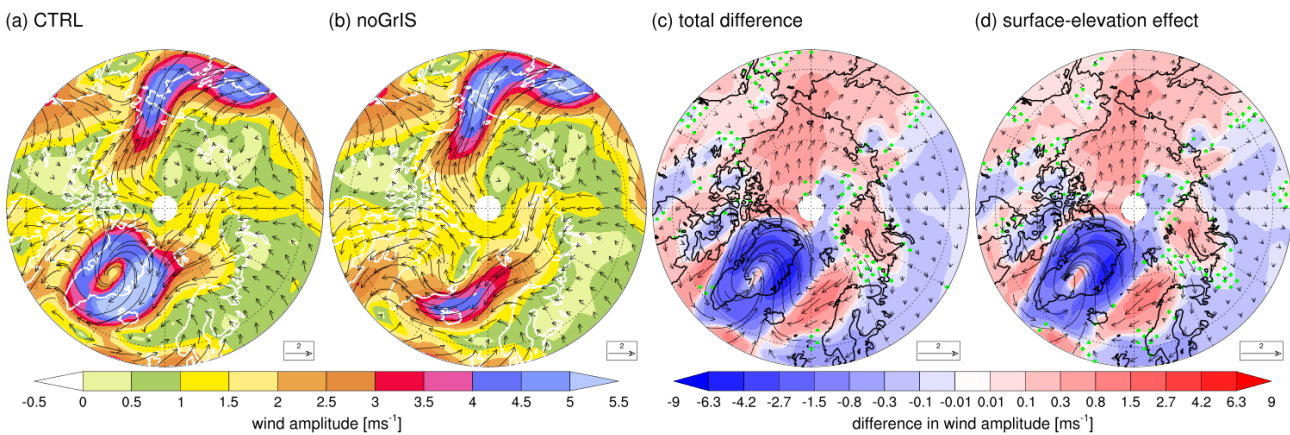 (a) CTRL
(b) noGrIS
(c) total difference
(d) surface-elevation effect
2
2
2
2
-0.5 0 0.5 1 1.5 2 2.5 3 3.5 4 4.5 5 5.5
wind amplitude [ms⁻¹]
-9 -6.3 -4.2 -2.7 -1.5 -0.8 -0.3 -0.1 -0.01 0.01 0.1 0.3 0.8 1.5 2.7 4.2 6.3 9
difference in wind amplitude [ms⁻¹]